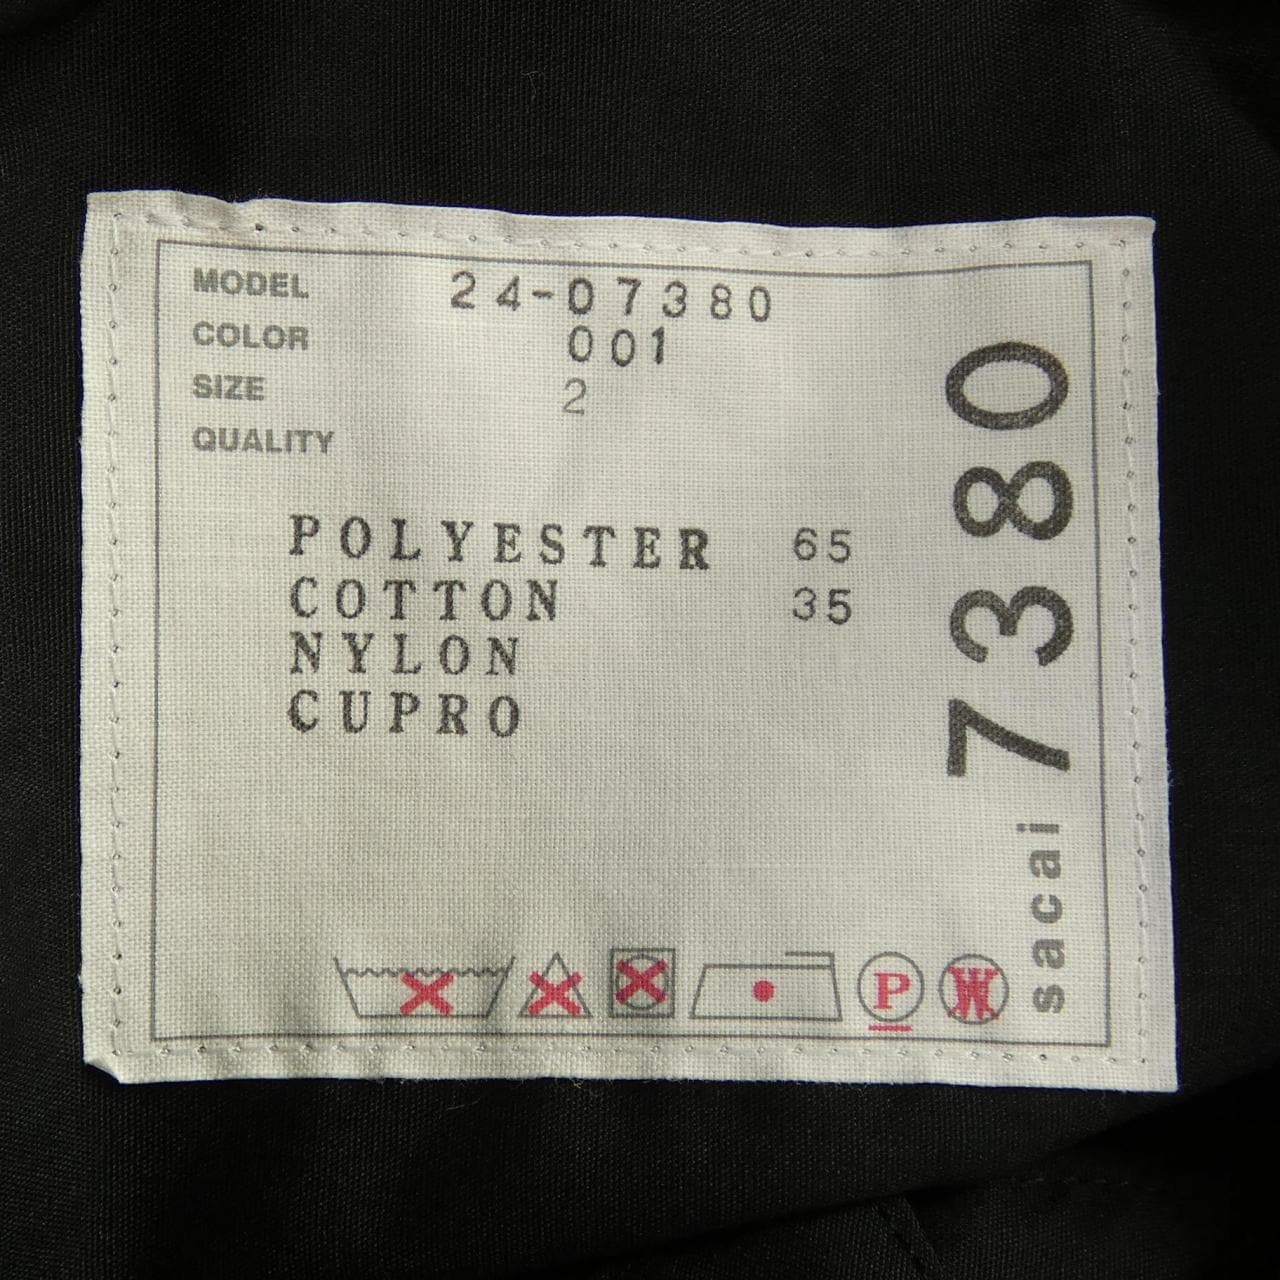 MODEL 24-07380
COLOR 001
SIZE 2
QUALITY
POLYESTER 65
COTTON 35
NYLON
CUPRO
P
W
sacai 7380